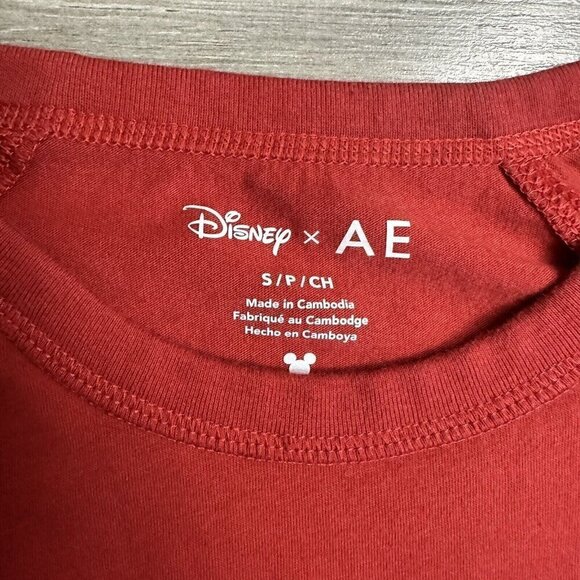 Disney × AE
S / P / CH
Made in Cambodia
Fabriqué au Cambodge
Hecho en Camboya